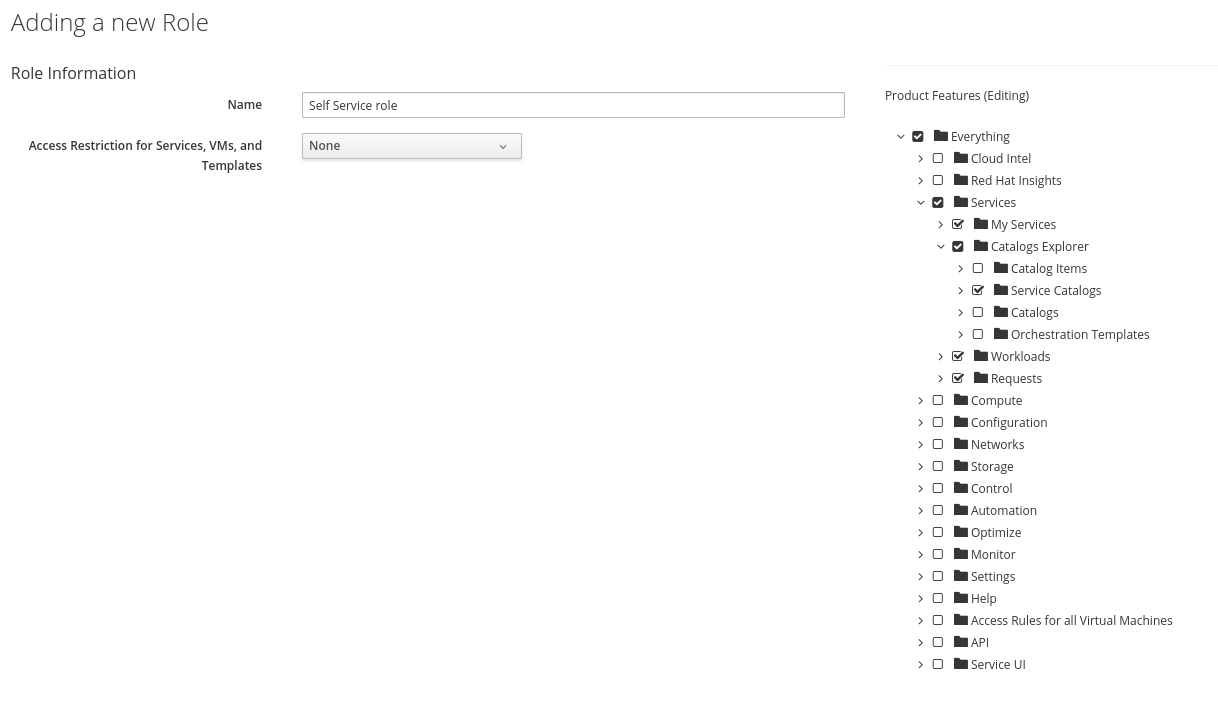 Adding a new Role
Role Information
Name
Self Service role
Access Restriction for Services, VMs, and
Templates
None
Product Features (Editing)
Everything
Cloud Intel
Red Hat Insights
Services
My Services
Catalogs Explorer
Catalog Items
Service Catalogs
Catalogs
Orchestration Templates
Workloads
Requests
Compute
Configuration
Networks
Storage
Control
Automation
Optimize
Monitor
Settings
Help
Access Rules for all Virtual Machines
API
Service UI